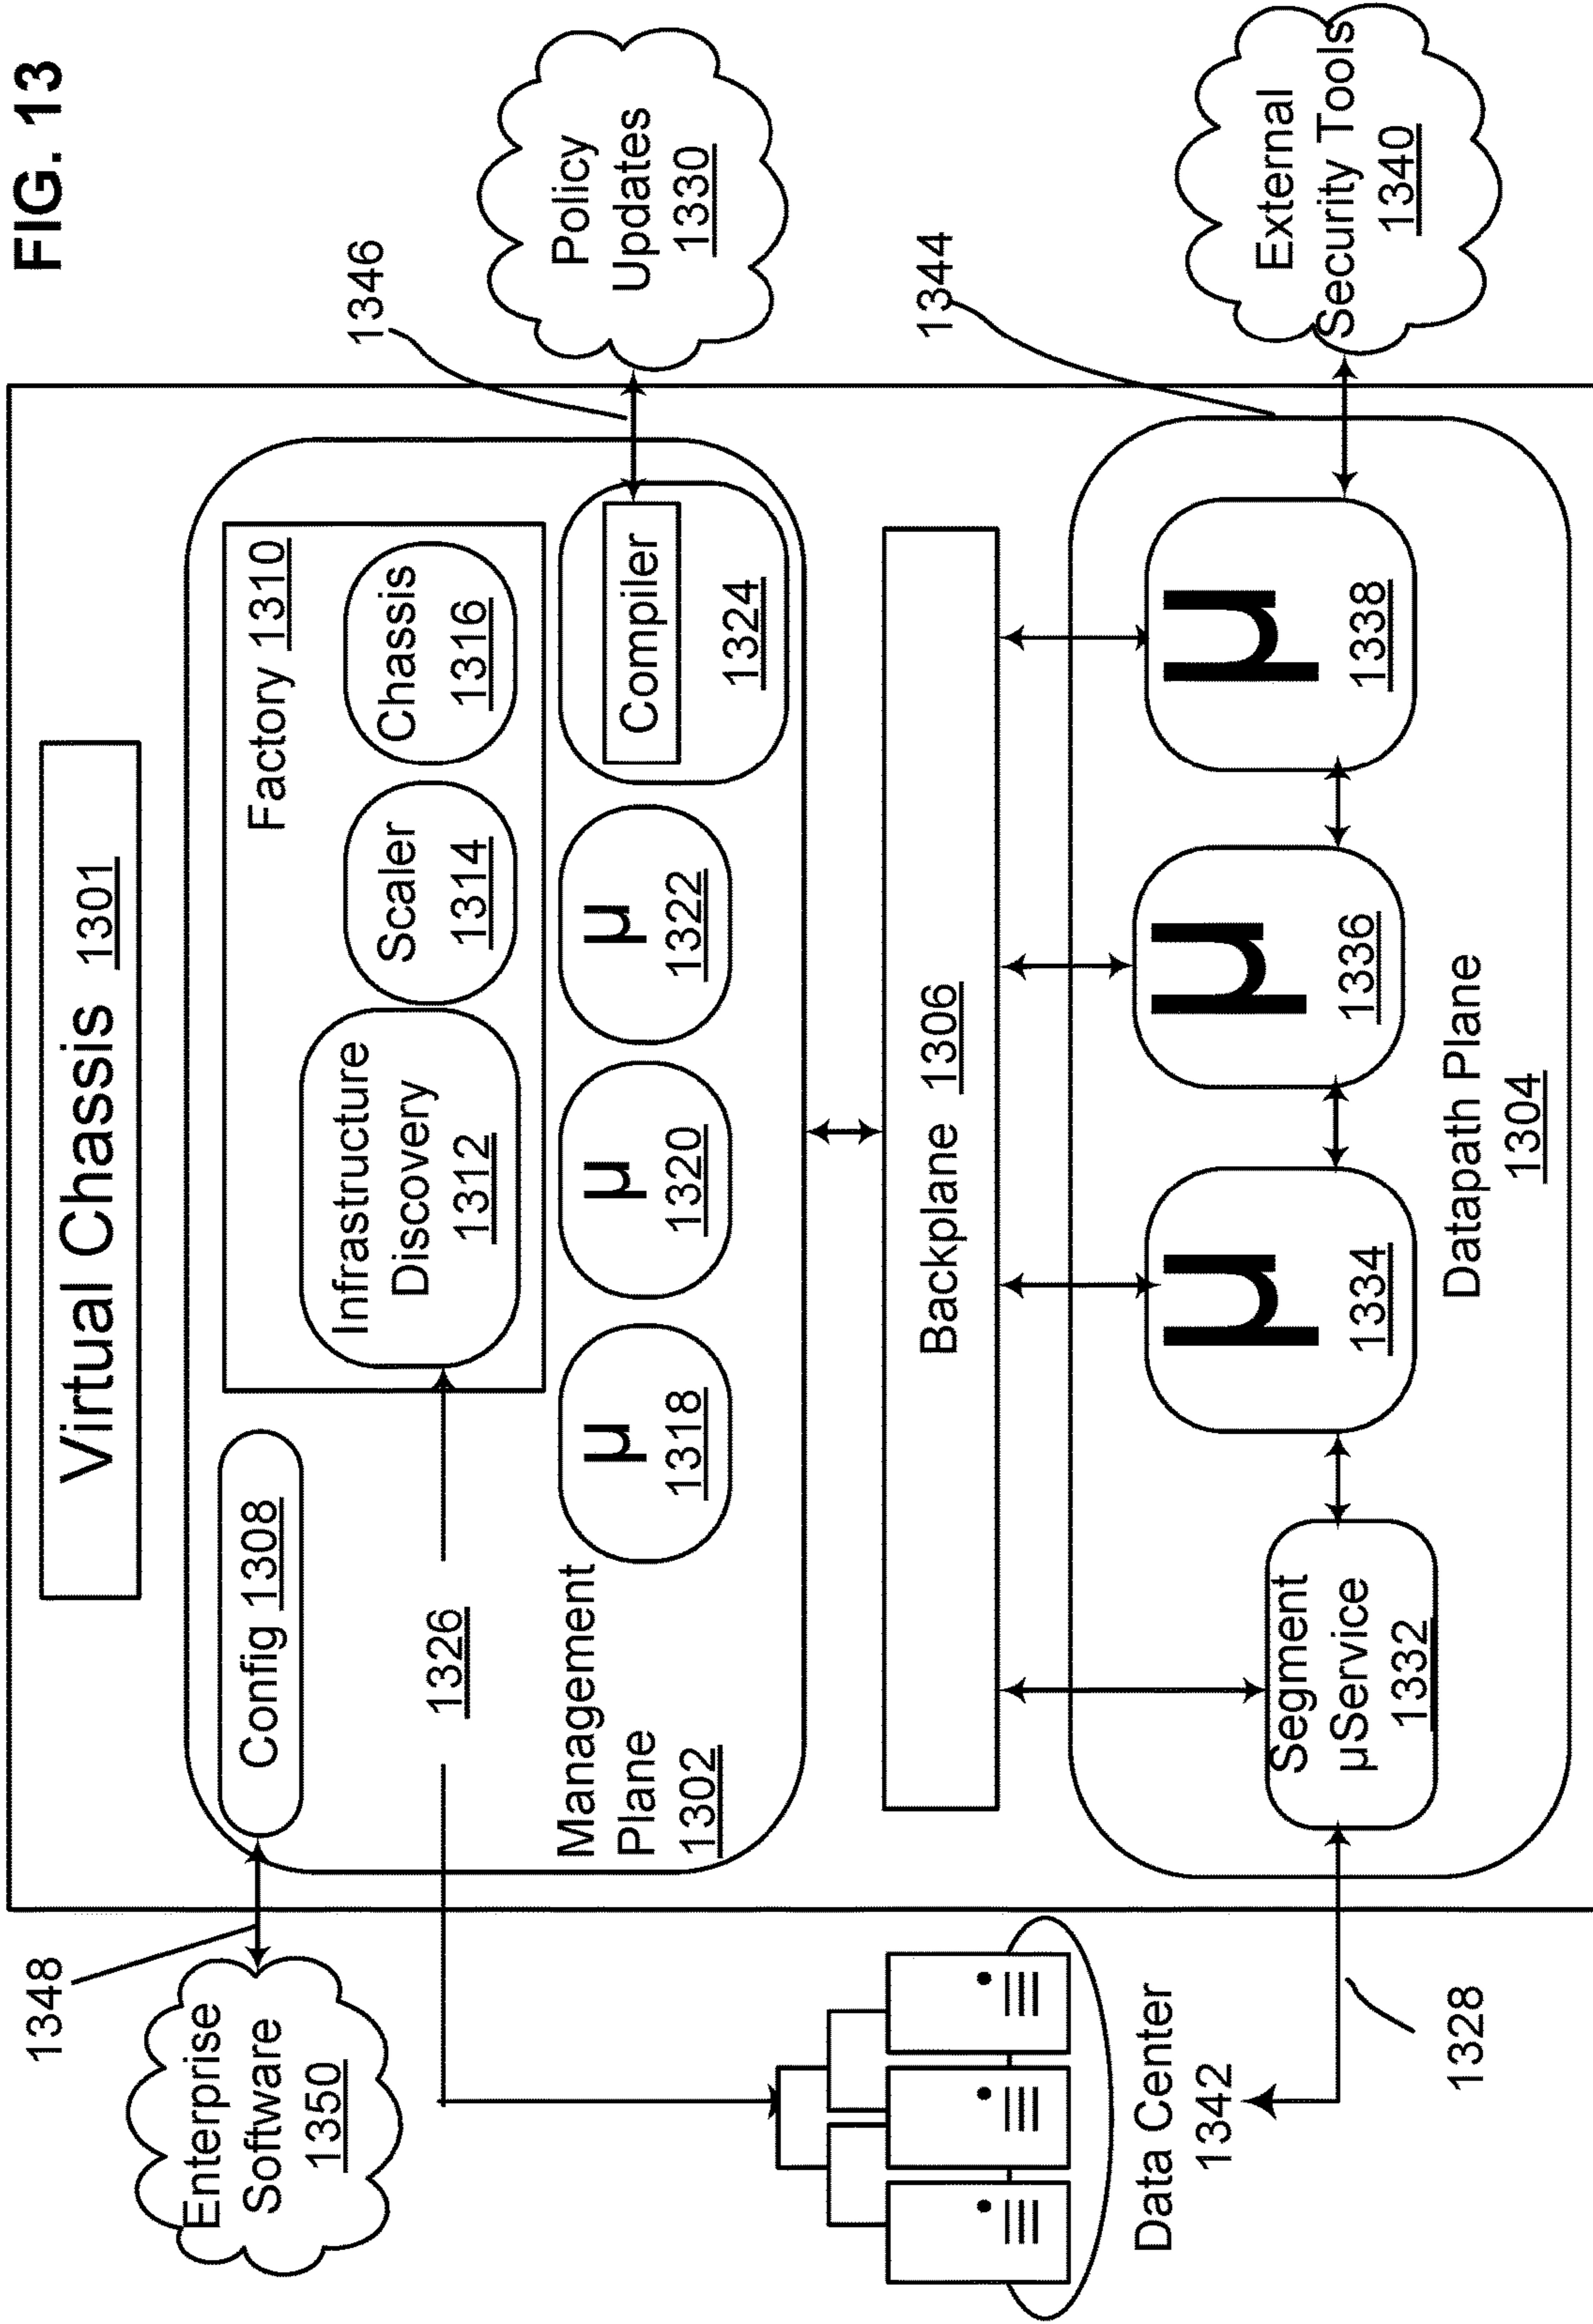 FIG. 13
Virtual Chassis 1301
1348
Enterprise
Software
1350
Config 1308
Factory 1310
Infrastructure
Discovery
1312
Scaler
1314
Chassis
1316
1346
Policy
Updates
1330
1326
Management
Plane
1302
µ
1318
µ
1320
µ
1322
Compiler
1324
Backplane 1306
Data Center
1342
1328
Segment
µService
1332
µ
1334
µ
1336
µ
1338
Datapath Plane
1304
1344
External
Security Tools
1340